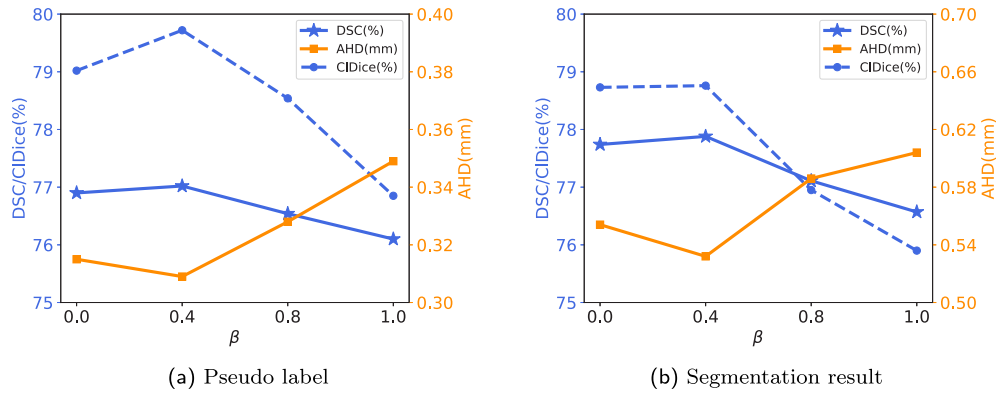 80
79
78
77
76
75
DSC/ClDice(%)
0.40
0.38
0.36
0.34
0.32
0.30
AHD(mm)
DSC(%)
AHD(mm)
ClDice(%)
0.0 0.4 0.8 1.0
β
(a) Pseudo label
80
79
78
77
76
75
DSC/ClDice(%)
0.70
0.66
0.62
0.58
0.54
0.50
AHD(mm)
DSC(%)
AHD(mm)
ClDice(%)
0.0 0.4 0.8 1.0
β
(b) Segmentation result